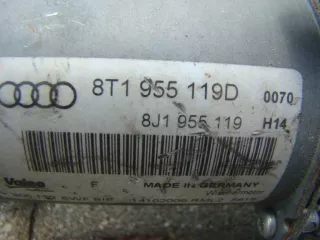 8T1 955 119D 0070
8J1 955 119 H14
Valeo F MADE IN GERMANY